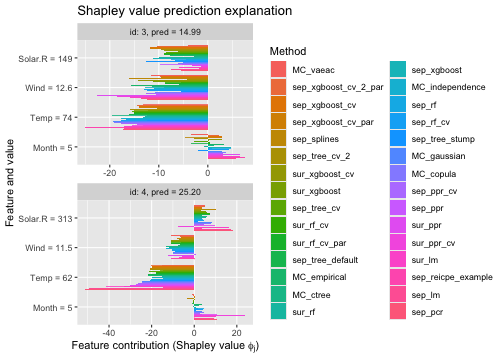 Shapley value prediction explanation
id: 3, pred = 14.99
Solar.R = 149
Wind = 12.6
Temp = 74
Month = 5
-20
-10
0
id: 4, pred = 25.20
Solar.R = 313
Wind = 11.5
Temp = 62
Month = 5
-40
-20
0
20
Feature contribution (Shapley value ϕj)
Feature and value
Method
MC_vaeac
sep_xgboost_cv_2_par
sep_xgboost_cv
sep_xgboost_cv_par
sep_splines
sep_tree_cv_2
sur_xgboost_cv
sur_xgboost
sep_tree_cv
sur_rf_cv
sur_rf_cv_par
sep_tree_default
MC_empirical
MC_ctree
sur_rf
sep_xgboost
MC_independence
sep_rf
sep_rf_cv
sep_tree_stump
MC_gaussian
MC_copula
sep_ppr_cv
sep_ppr
sur_ppr
sur_ppr_cv
sur_lm
sep_reicpe_example
sep_lm
sep_pcr